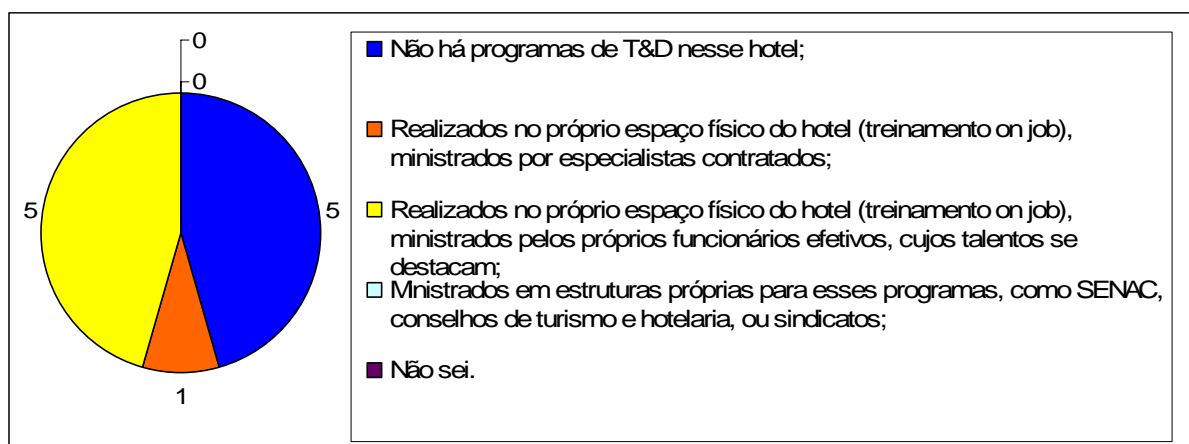 0
0
5
5
1
Não há programas de T&D nesse hotel;
Realizados no próprio espaço físico do hotel (treinamento on job),
ministrados por especialistas contratados;
Realizados no próprio espaço físico do hotel (treinamento on job),
ministrados pelos próprios funcionários efetivos, cujos talentos se
destacam;
Ministrados em estruturas próprias para esses programas, como SENAC,
conselhos de turismo e hotelaria, ou sindicatos;
Não sei.